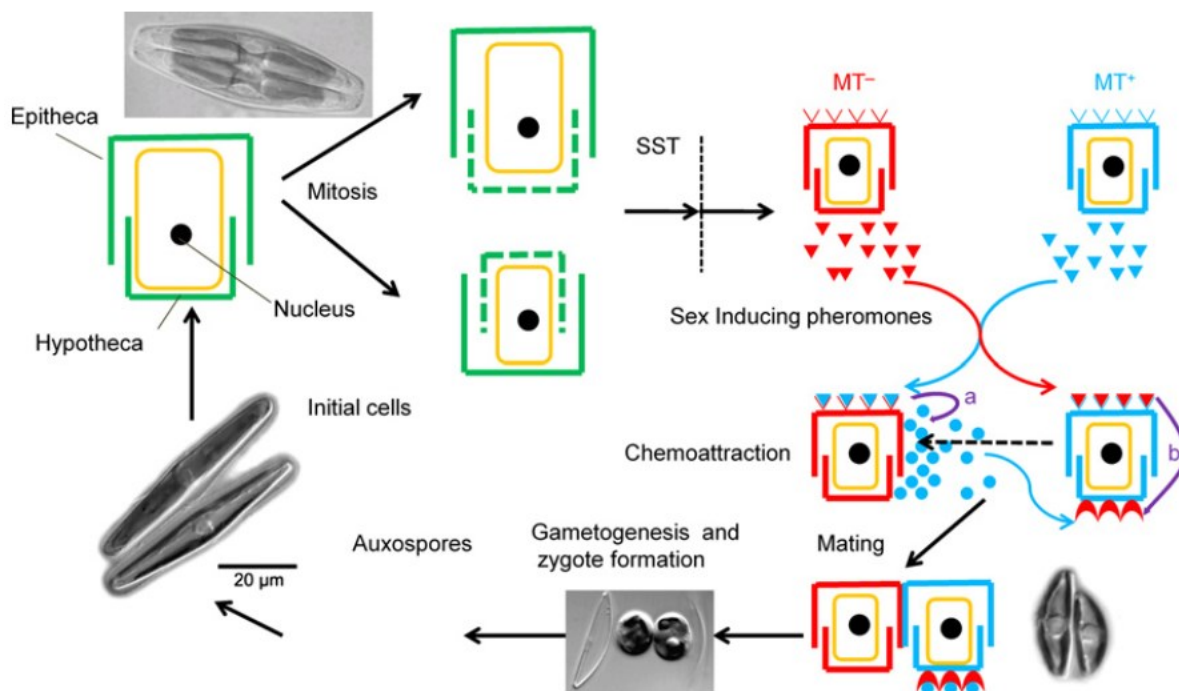 Epitheca
Mitosis
Nucleus
Hypotheca
SST
MT⁻
MT⁺
Sex Inducing pheromones
Initial cells
Chemoattraction
a
b
20 µm
Auxospores
Gametogenesis and
zygote formation
Mating